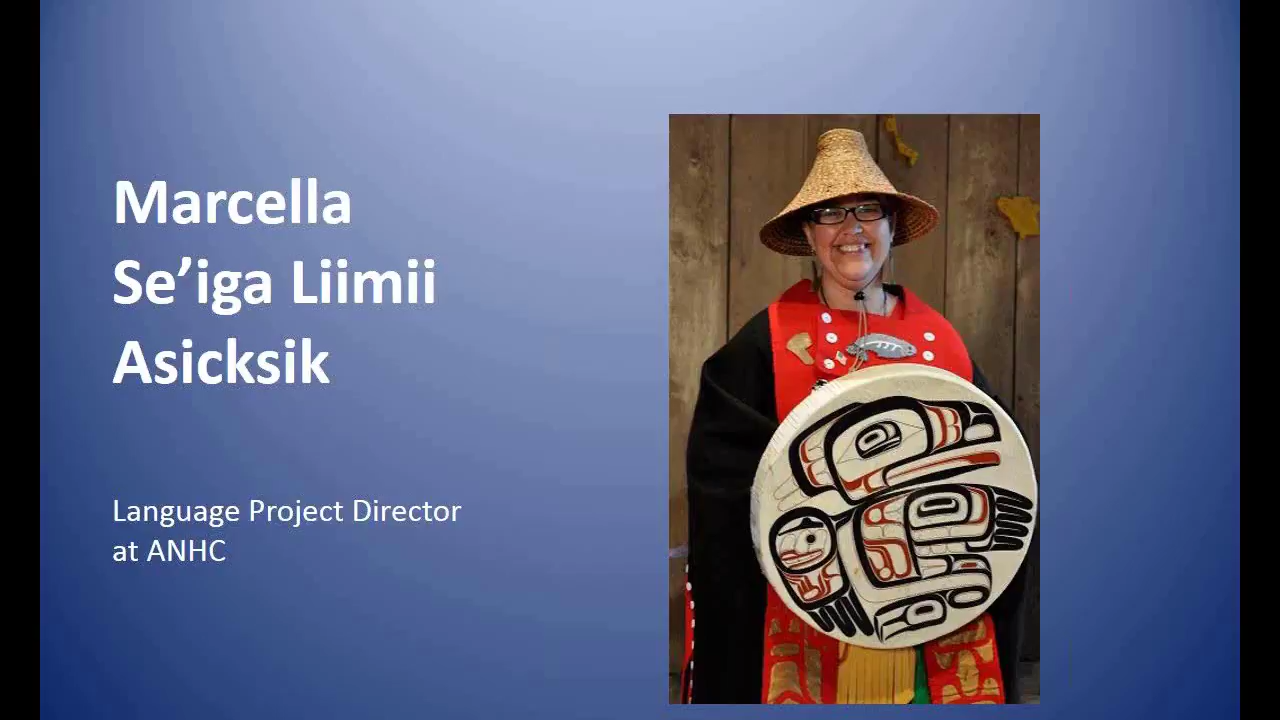 Marcella
Se’iga Liimii
Asicksik
Language Project Director
at ANHC